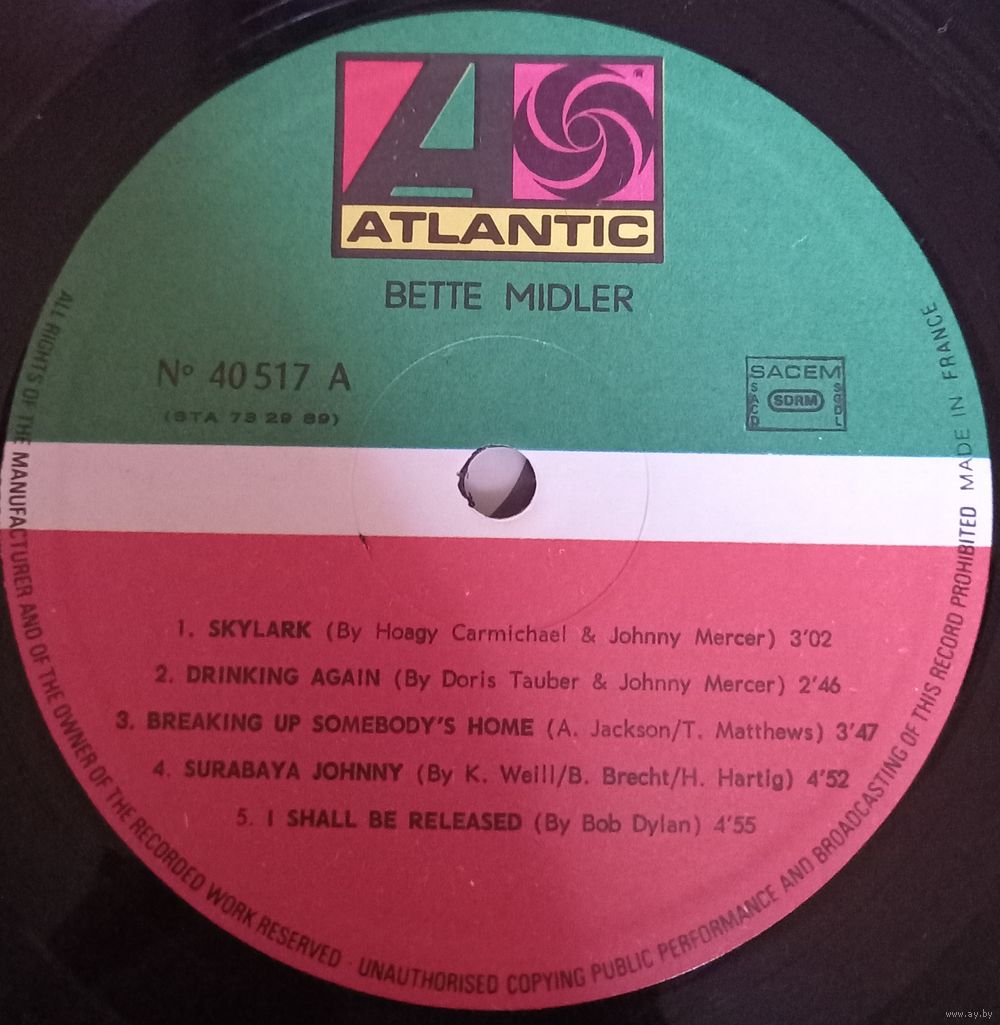 ATLANTIC
BETTE MIDLER
Nº 40 517 A
(STA 73 29 89)
SACEM
SACD
SDRM
SGDL
1. SKYLARK (By Hoagy Carmichael & Johnny Mercer) 3'02
2. DRINKING AGAIN (By Doris Tauber & Johnny Mercer) 2'46
3. BREAKING UP SOMEBODY'S HOME (A. Jackson/T. Matthews) 3'47
4. SURABAYA JOHNNY (By K. Weill/B. Brecht/H. Hartig) 4'52
5. I SHALL BE RELEASED (By Bob Dylan) 4'55
ALL RIGHTS OF THE MANUFACTURER AND OF THE OWNER OF THE RECORDED WORK RESERVED · UNAUTHORISED COPYING PUBLIC PERFORMANCE AND BROADCASTING OF THIS RECORD PROHIBITED MADE IN FRANCE
www.ay.by